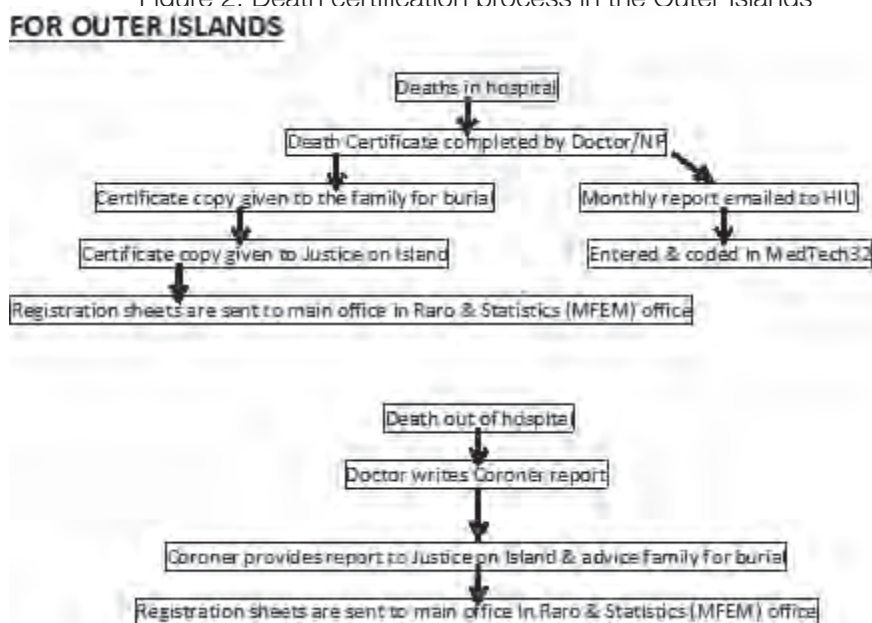 Figure 2: Death certification process in the Outer Islands
FOR OUTER ISLANDS
Deaths in hospital
Death Certificate completed by Doctor/NP
Certificate copy given to the family for burial
Monthly report emailed to HIU
Certificate copy given to Justice on Island
Entered & coded in MedTech32
Registration sheets are sent to main office in Raro & Statistics (MFEM) office
Death out of hospital
Doctor writes Coroner report
Coroner provides report to Justice on Island & advice family for burial
Registration sheets are sent to main office in Raro & Statistics (MFEM) office